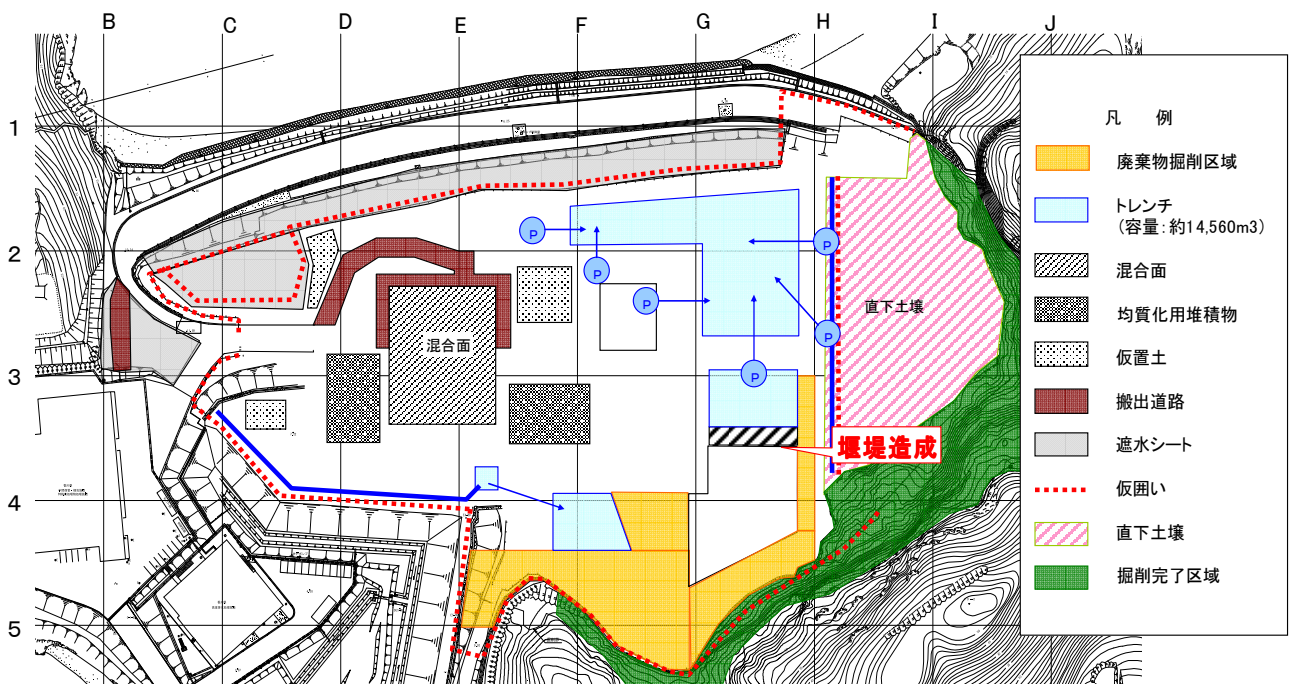 B C D E F G H I J
1
2
3
4
5
P
P
P
P
P
P
直下土壌
混合面
堰堤造成
凡 例
廃棄物掘削区域
トレンチ
（容量：約14,560m3）
混合面
均質化用堆積物
仮置土
搬出道路
遮水シート
仮囲い
直下土壌
掘削完了区域